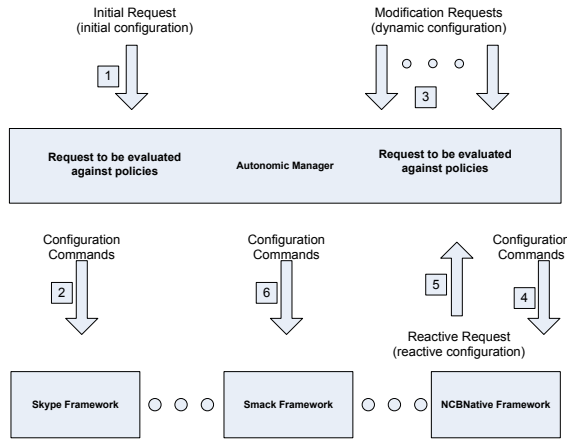 Initial Request
(initial configuration)
Modification Requests
(dynamic configuration)
1
3
Request to be evaluated
against policies
Autonomic Manager
Request to be evaluated
against policies
Configuration
Commands
Configuration
Commands
Configuration
Commands
2
6
5
4
Reactive Request
(reactive configuration)
Skype Framework
Smack Framework
NCBNative Framework